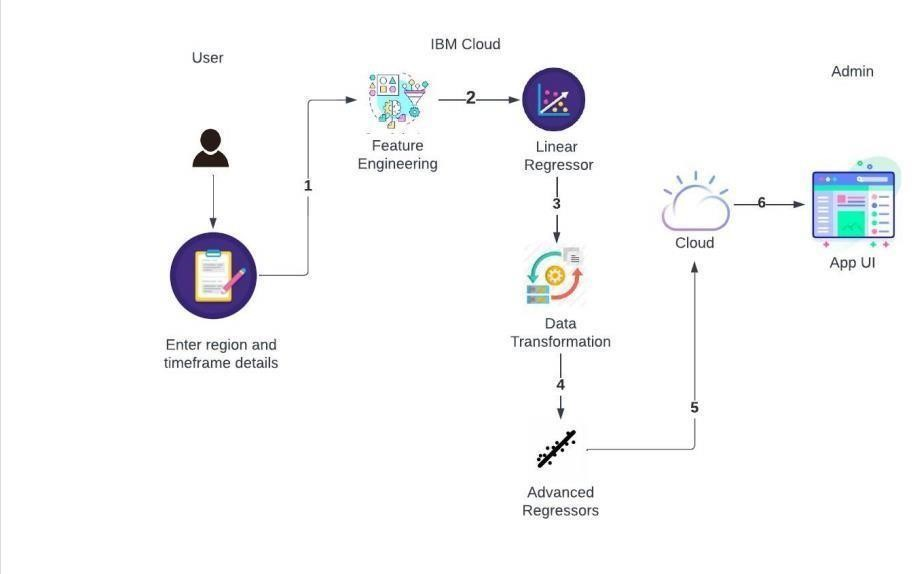 User
IBM Cloud
Admin
1
2
Feature
Engineering
Linear
Regressor
3
Data
Transformation
4
Advanced
Regressors
5
Cloud
6
App UI
Enter region and
timeframe details